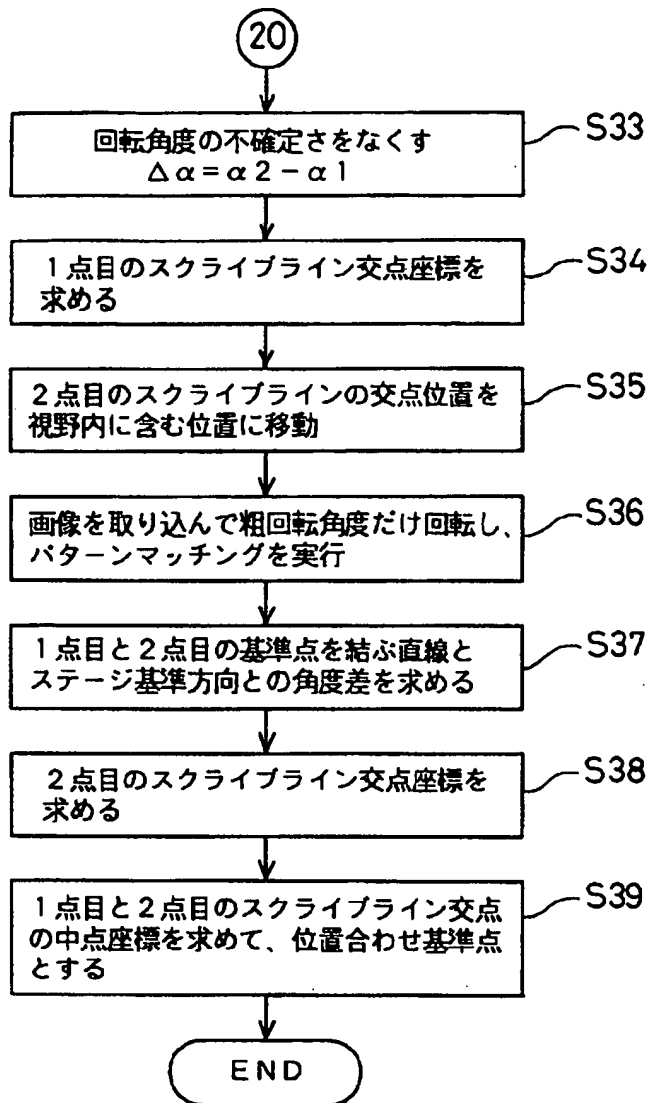 20
回転角度の不確定さをなくす
△α=α2-α1
S33
1点目のスクライブライン交点座標を
求める
S34
2点目のスクライブラインの交点位置を
視野内に含む位置に移動
S35
画像を取り込んで粗回転角度だけ回転し、
パターンマッチングを実行
S36
1点目と2点目の基準点を結ぶ直線と
ステージ基準方向との角度差を求める
S37
2点目のスクライブライン交点座標を
求める
S38
1点目と2点目のスクライブライン交点
の中点座標を求めて、位置合わせ基準点
とする
S39
END